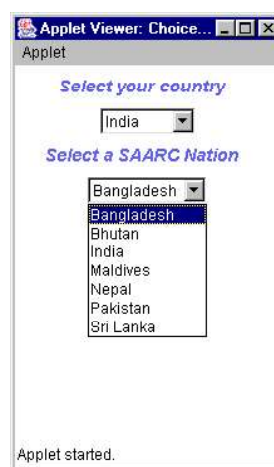 Applet Viewer: Choice...
Applet
Select your country
India
Select a SAARC Nation
Bangladesh
Bangladesh
Bhutan
India
Maldives
Nepal
Pakistan
Sri Lanka
Applet started.